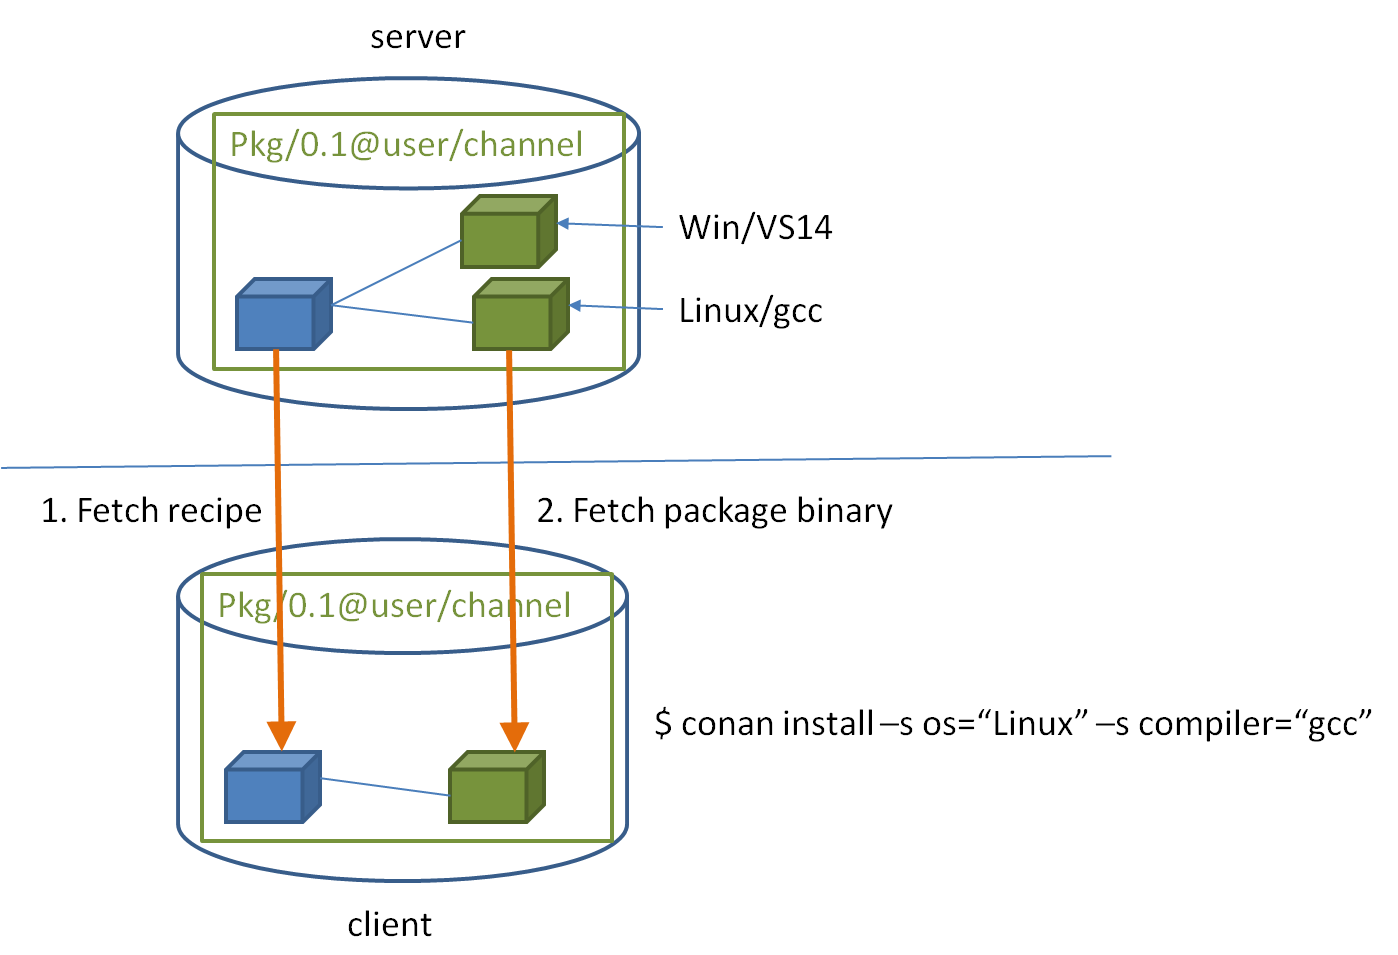 server
Pkg/0.1@user/channel
Win/VS14
Linux/gcc
1. Fetch recipe
2. Fetch package binary
Pkg/0.1@user/channel
$ conan install –s os=“Linux” –s compiler=“gcc”
client